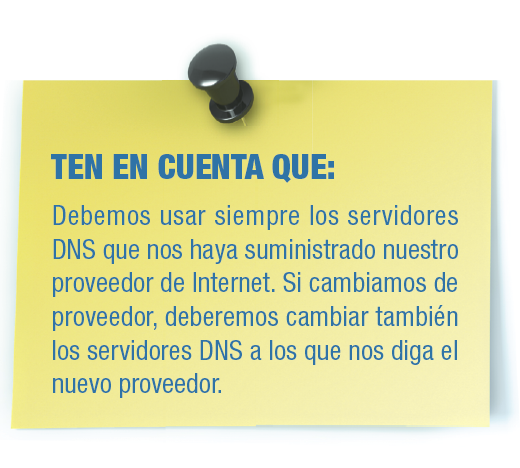 TEN EN CUENTA QUE:
Debemos usar siempre los servidores
DNS que nos haya suministrado nuestro
proveedor de Internet. Si cambiamos de
proveedor, deberemos cambiar también
los servidores DNS a los que nos diga el
nuevo proveedor.